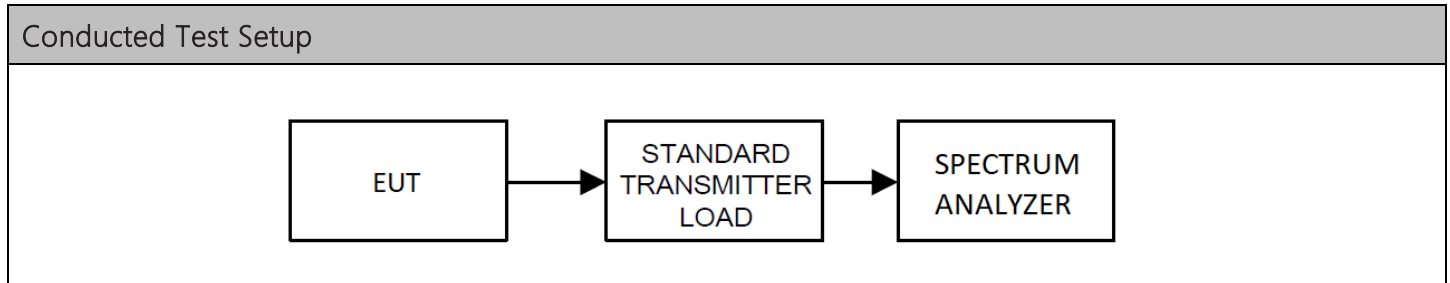 Conducted Test Setup
EUT
STANDARD
TRANSMITTER
LOAD
SPECTRUM
ANALYZER